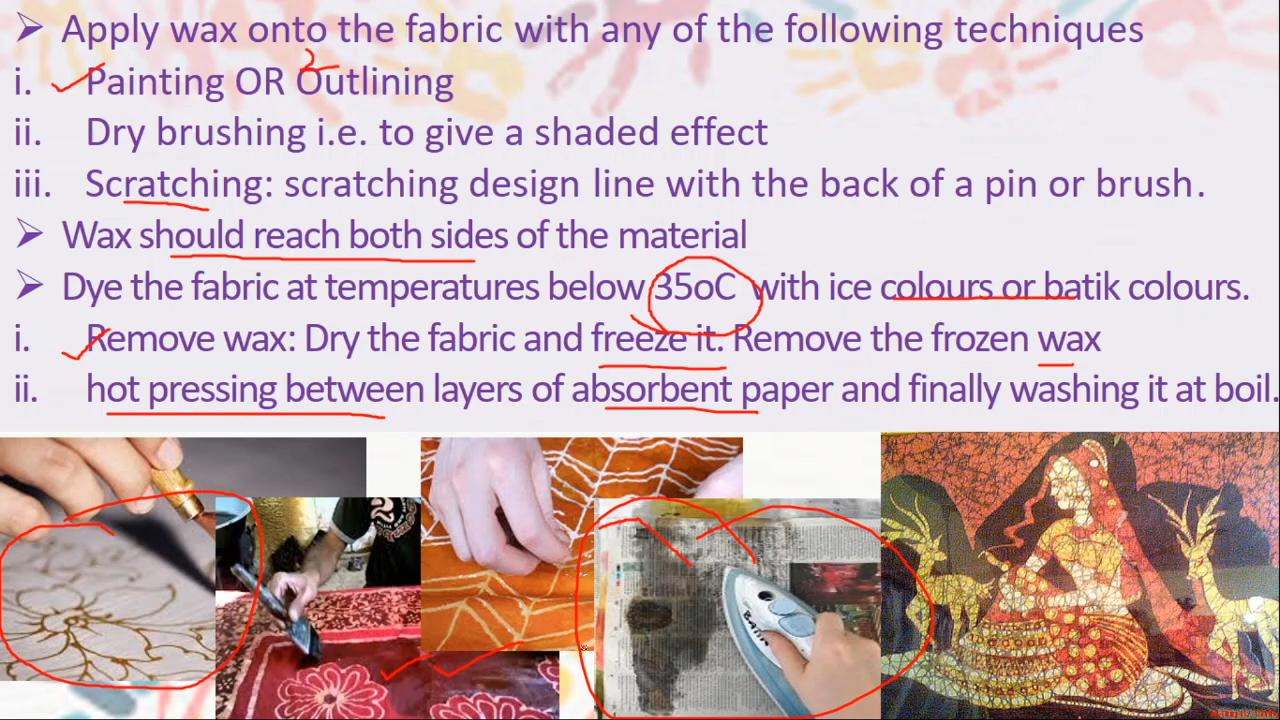 ➢ Apply wax onto the fabric with any of the following techniques
i. Painting OR Outlining
ii. Dry brushing i.e. to give a shaded effect
iii. Scratching: scratching design line with the back of a pin or brush.
➢ Wax should reach both sides of the material
➢ Dye the fabric at temperatures below 35oC with ice colours or batik colours.
i. Remove wax: Dry the fabric and freeze it. Remove the frozen wax
ii. hot pressing between layers of absorbent paper and finally washing it at boil.
Batik